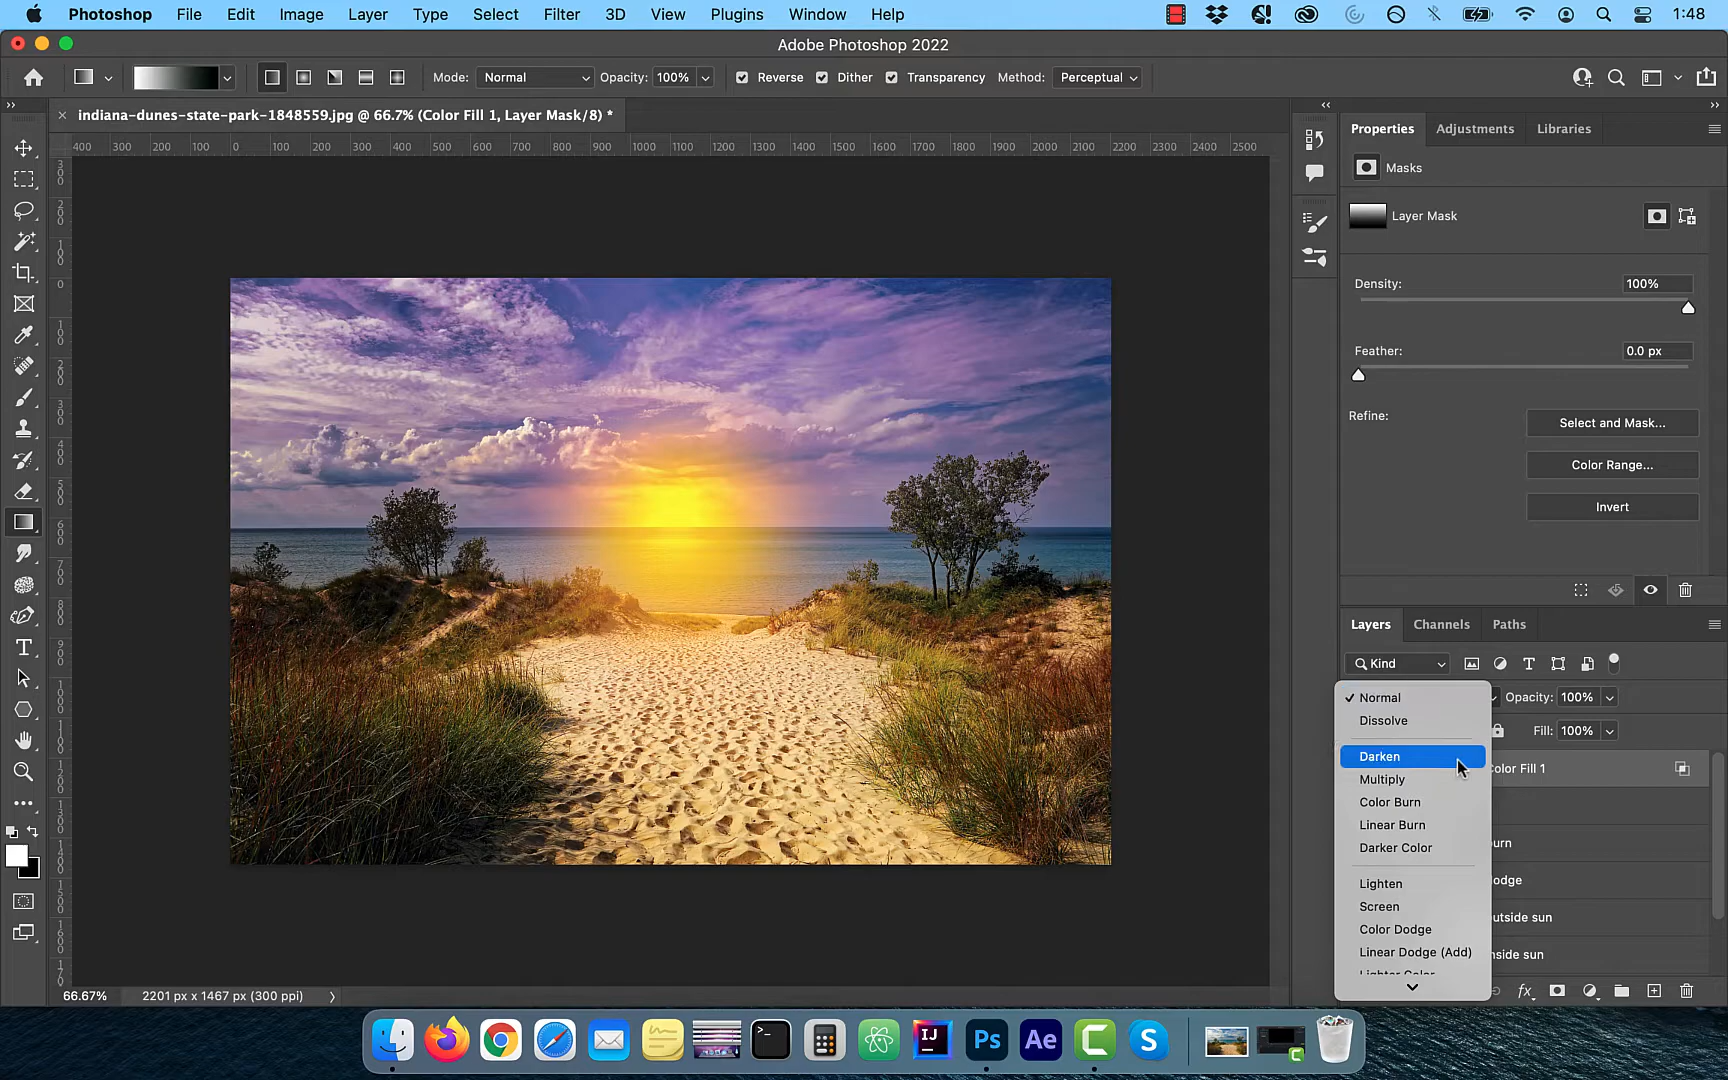 Photoshop File Edit Image Layer Type Select Filter 3D View Plugins Window Help 1:48
Adobe Photoshop 2022
Mode: Normal Opacity: 100% Reverse Dither Transparency Method: Perceptual
indiana-dunes-state-park-1848559.jpg @ 66.7% (Color Fill 1, Layer Mask/8) *
Properties Adjustments Libraries
400 300 200 100 0 100 200 300 400 500 600 700 800 900 1000 1100 1200 1300 1400 1500 1600 1700 1800 1900 2000 2100 2200 2300 2400 2500
Masks
Layer Mask
Density: 100%
Feather: 0.0 px
Refine:
Select and Mask...
Color Range...
Invert
Layers Channels Paths
Kind
Normal
Opacity: 100%
Dissolve
Fill: 100%
Darken
Color Fill 1
Multiply
Color Burn
Linear Burn
urn
Darker Color
Lighten
odge
Screen
utside sun
Color Dodge
Linear Dodge (Add)
nside sun
Lighter Color
fx
66.67% 2201 px x 1467 px (300 ppi)
IJ Ps Ae C S